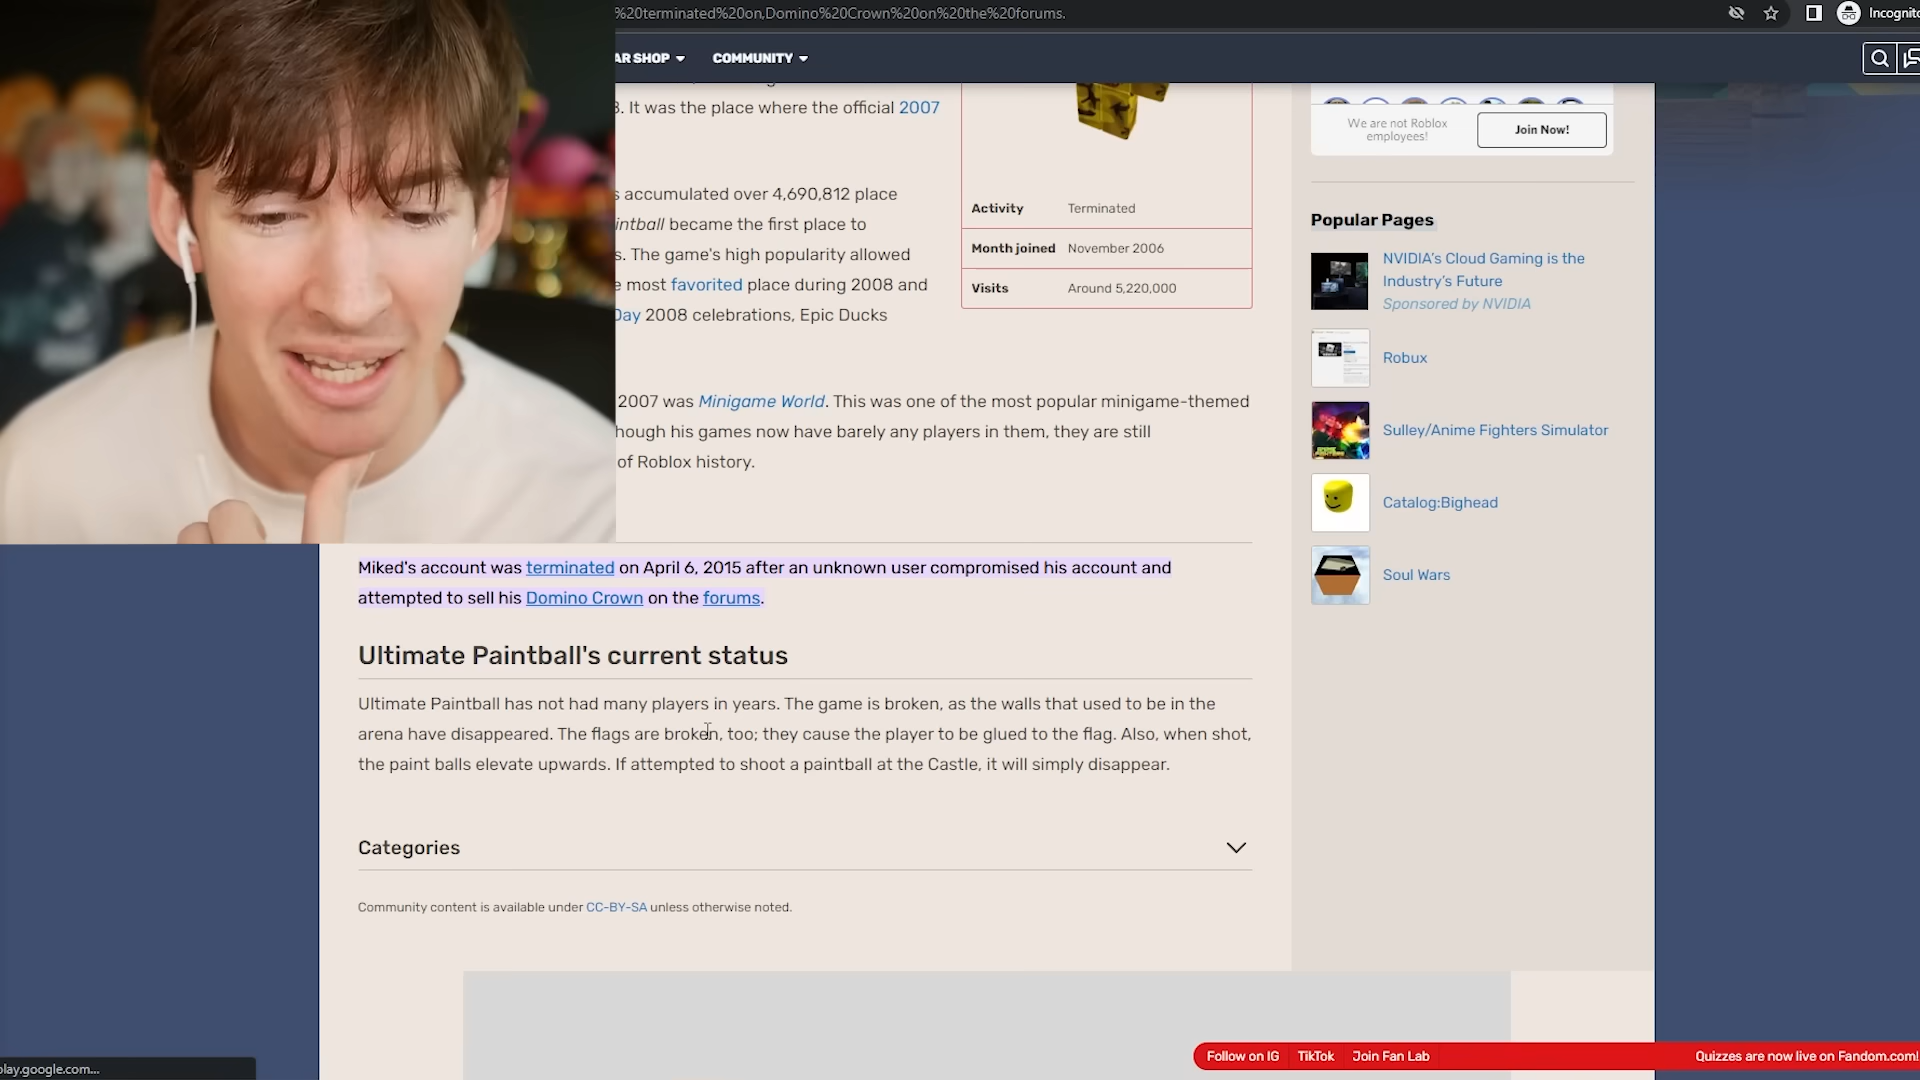 %20terminated%20on,Domino%20Crown%20on%20the%20forums.
Incognito
AR SHOP
COMMUNITY
3. It was the place where the official 2007
s accumulated over 4,690,812 place
intball became the first place to
s. The game's high popularity allowed
e most favorited place during 2008 and
Day 2008 celebrations, Epic Ducks
Activity Terminated
Month joined November 2006
Visits Around 5,220,000
2007 was Minigame World. This was one of the most popular minigame-themed
hough his games now have barely any players in them, they are still
of Roblox history.
Miked's account was terminated on April 6, 2015 after an unknown user compromised his account and
attempted to sell his Domino Crown on the forums.
Ultimate Paintball's current status
Ultimate Paintball has not had many players in years. The game is broken, as the walls that used to be in the
arena have disappeared. The flags are broken, too; they cause the player to be glued to the flag. Also, when shot,
the paint balls elevate upwards. If attempted to shoot a paintball at the Castle, it will simply disappear.
Categories
Community content is available under CC-BY-SA unless otherwise noted.
We are not Roblox
employees!
Join Now!
Popular Pages
NVIDIA's Cloud Gaming is the
Industry's Future
Sponsored by NVIDIA
Robux
Sulley/Anime Fighters Simulator
Catalog:Bighead
Soul Wars
Follow on IG TikTok Join Fan Lab
Quizzes are now live on Fandom.com!
play.google.com...